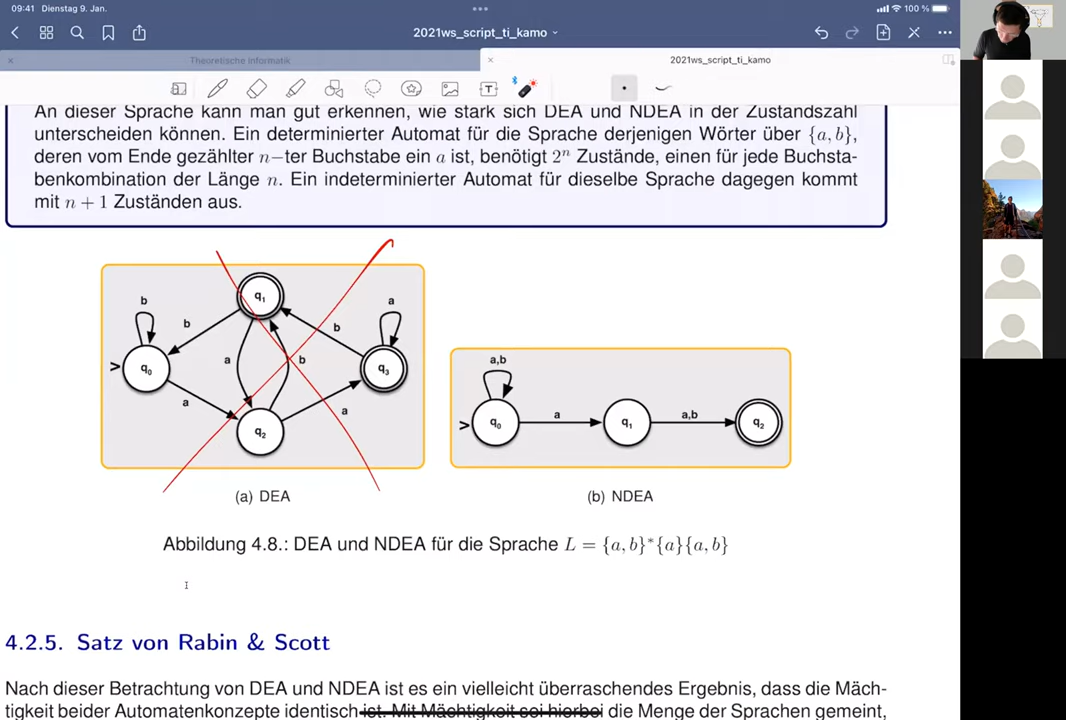 09:41 Dienstag 9. Jan.
100 %
2021ws_script_ti_kamo
Theoretische Informatik
2021ws_script_ti_kamo
T
An dieser Sprache kann man gut erkennen, wie stark sich DEA und NDEA in der Zustandszahl
unterscheiden können. Ein determinierter Automat für die Sprache derjenigen Wörter über {a, b},
deren vom Ende gezählter n−ter Buchstabe ein a ist, benötigt 2ⁿ Zustände, einen für jede Buchsta-
benkombination der Länge n. Ein indeterminierter Automat für dieselbe Sprache dagegen kommt
mit n + 1 Zuständen aus.
q₁
b
a
b
b
a
b
> q₀
q₃
a
a
q₂
(a) DEA
a,b
> q₀
a
q₁
a,b
q₂
(b) NDEA
Abbildung 4.8.: DEA und NDEA für die Sprache L = {a, b}*{a}{a, b}
4.2.5. Satz von Rabin & Scott
Nach dieser Betrachtung von DEA und NDEA ist es ein vielleicht überraschendes Ergebnis, dass die Mäch-
tigkeit beider Automatenkonzepte identisch ist. Mit Mächtigkeit sei hierbei die Menge der Sprachen gemeint,